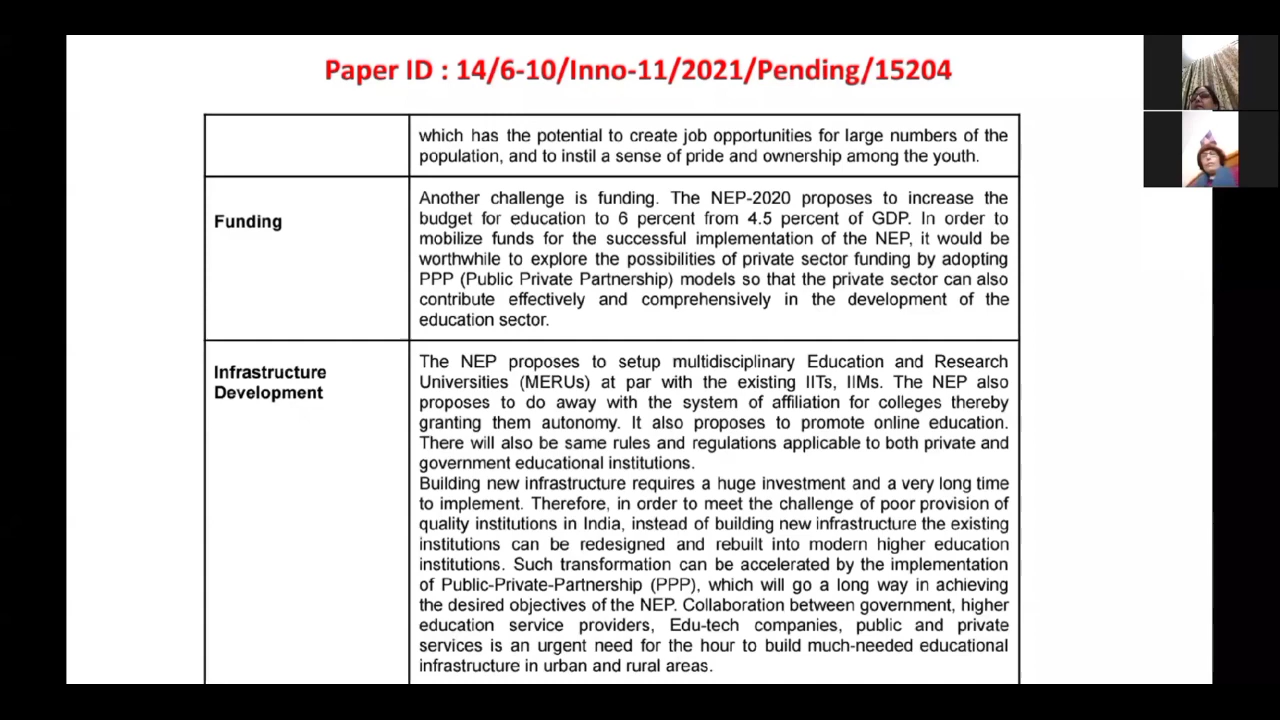 Paper ID : 14/6-10/Inno-11/2021/Pending/15204
which has the potential to create job opportunities for large numbers of the
population, and to instil a sense of pride and ownership among the youth.
Funding
Another challenge is funding. The NEP-2020 proposes to increase the
budget for education to 6 percent from 4.5 percent of GDP. In order to
mobilize funds for the successful implementation of the NEP, it would be
worthwhile to explore the possibilities of private sector funding by adopting
PPP (Public Private Partnership) models so that the private sector can also
contribute effectively and comprehensively in the development of the
education sector.
Infrastructure
Development
The NEP proposes to setup multidisciplinary Education and Research
Universities (MERUs) at par with the existing IITs, IIMs. The NEP also
proposes to do away with the system of affiliation for colleges thereby
granting them autonomy. It also proposes to promote online education.
There will also be same rules and regulations applicable to both private and
government educational institutions.
Building new infrastructure requires a huge investment and a very long time
to implement. Therefore, in order to meet the challenge of poor provision of
quality institutions in India, instead of building new infrastructure the existing
institutions can be redesigned and rebuilt into modern higher education
institutions. Such transformation can be accelerated by the implementation
of Public-Private-Partnership (PPP), which will go a long way in achieving
the desired objectives of the NEP. Collaboration between government, higher
education service providers, Edu-tech companies, public and private
services is an urgent need for the hour to build much-needed educational
infrastructure in urban and rural areas.